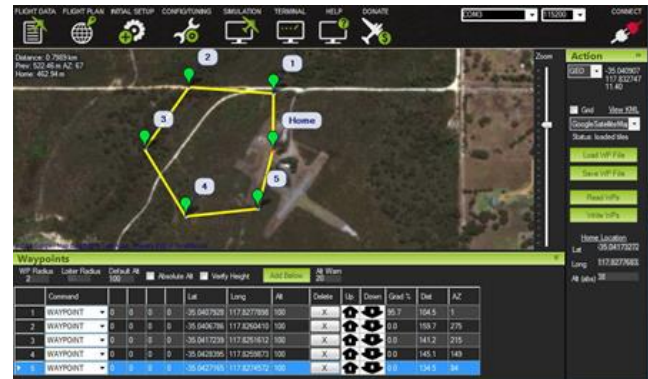 FLIGHT DATA FLIGHT PLAN INITIAL SETUP CONFIG/TUNING SIMULATION TERMINAL HELP DONATE COM3 115200 CONNECT
Distance: 0.7989 km
Prev: 522.46 m AZ: 67
Home: 462.94 m
2
1
3
Home
4
5
Zoom
Action
GEO
-35.040907
117.832747
11.40
Grid View KML
GoogleSatelliteMap
Status: loaded tiles
Load WP File
Save WP File
Read WPs
Write WPs
Home Location
Lat -35.04173272
Long 117.8277683
Alt (abs) 38
Waypoints
WP Radius Loiter Radius Default Alt Alt Warn
2 100 Absolute Alt Verify Height Add Below 20
Command Lat Long Alt Delete Up Down Grad % Dist AZ
1 WAYPOINT 0 0 0 0 -35.0407928 117.8277898 100 X 95.7 104.5 1
2 WAYPOINT 0 0 0 0 -35.0406786 117.8260410 100 X 0.0 159.7 275
3 WAYPOINT 0 0 0 0 -35.0417239 117.8251612 100 X 0.0 141.2 215
4 WAYPOINT 0 0 0 0 -35.0428395 117.8259873 100 X 0.0 145.1 149
5 WAYPOINT 0 0 0 0 -35.0427165 117.8274572 100 X 0.0 134.5 84